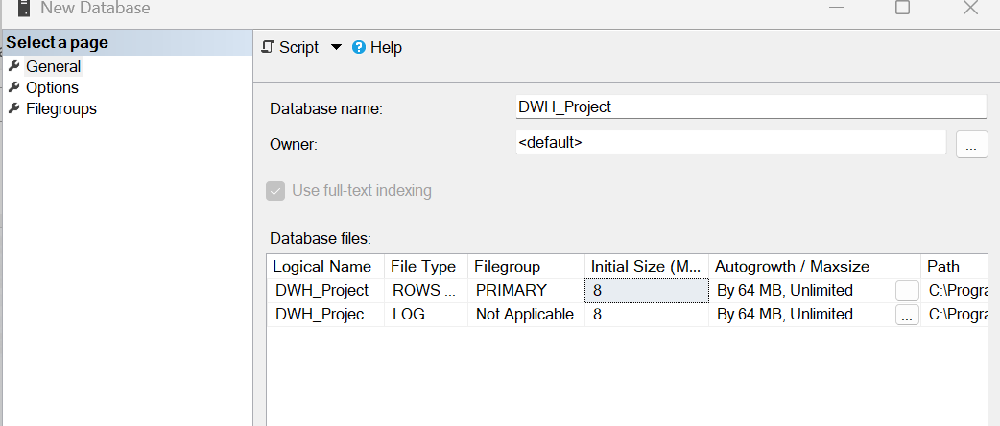 New Database
Select a page
General
Options
Filegroups
Script Help
Database name: DWH_Project
Owner: <default> ...
Use full-text indexing
Database files:
Logical Name File Type Filegroup Initial Size (M... Autogrowth / Maxsize Path
DWH_Project ROWS ... PRIMARY 8 By 64 MB, Unlimited ... C:\Progra
DWH_Projec... LOG Not Applicable 8 By 64 MB, Unlimited ... C:\Progra